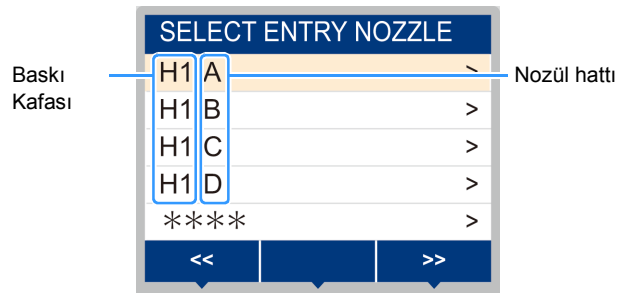 SELECT ENTRY NOZZLE
Baskı
Kafası
H1 A >
Nozül hattı
H1 B >
H1 C >
H1 D >
**** >
<< >>